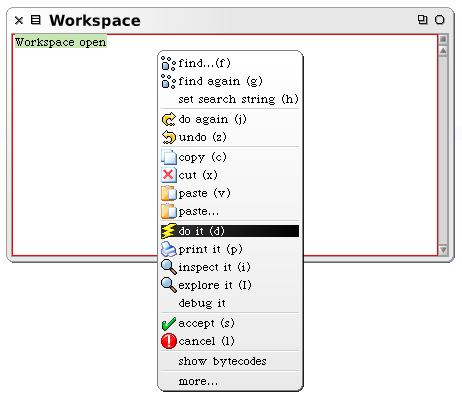 Workspace
Workspace open
find...(f)
find again (g)
set search string (h)
do again (j)
undo (z)
copy (c)
cut (x)
paste (v)
paste...
do it (d)
print it (p)
inspect it (i)
explore it (I)
debug it
accept (s)
cancel (l)
show bytecodes
more...